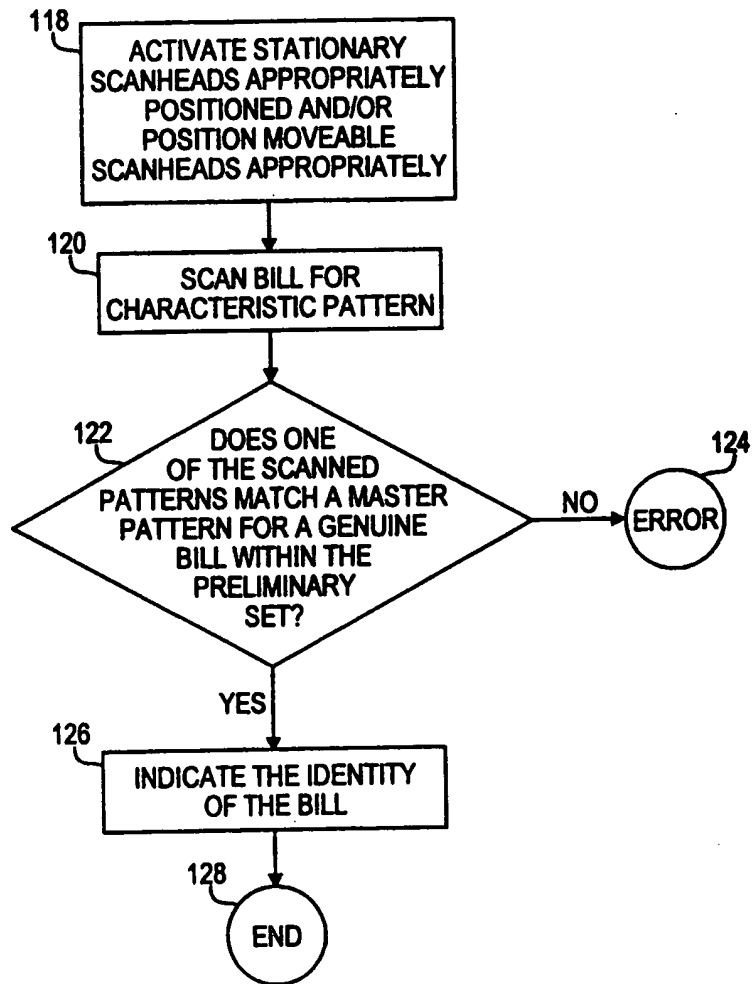 118
ACTIVATE STATIONARY
SCANHEADS APPROPRIATELY
POSITIONED AND/OR
POSITION MOVEABLE
SCANHEADS APPROPRIATELY
120
SCAN BILL FOR
CHARACTERISTIC PATTERN
122
DOES ONE
OF THE SCANNED
PATTERNS MATCH A MASTER
PATTERN FOR A GENUINE
BILL WITHIN THE
PRELIMINARY
SET?
NO
124
ERROR
YES
126
INDICATE THE IDENTITY
OF THE BILL
128
END